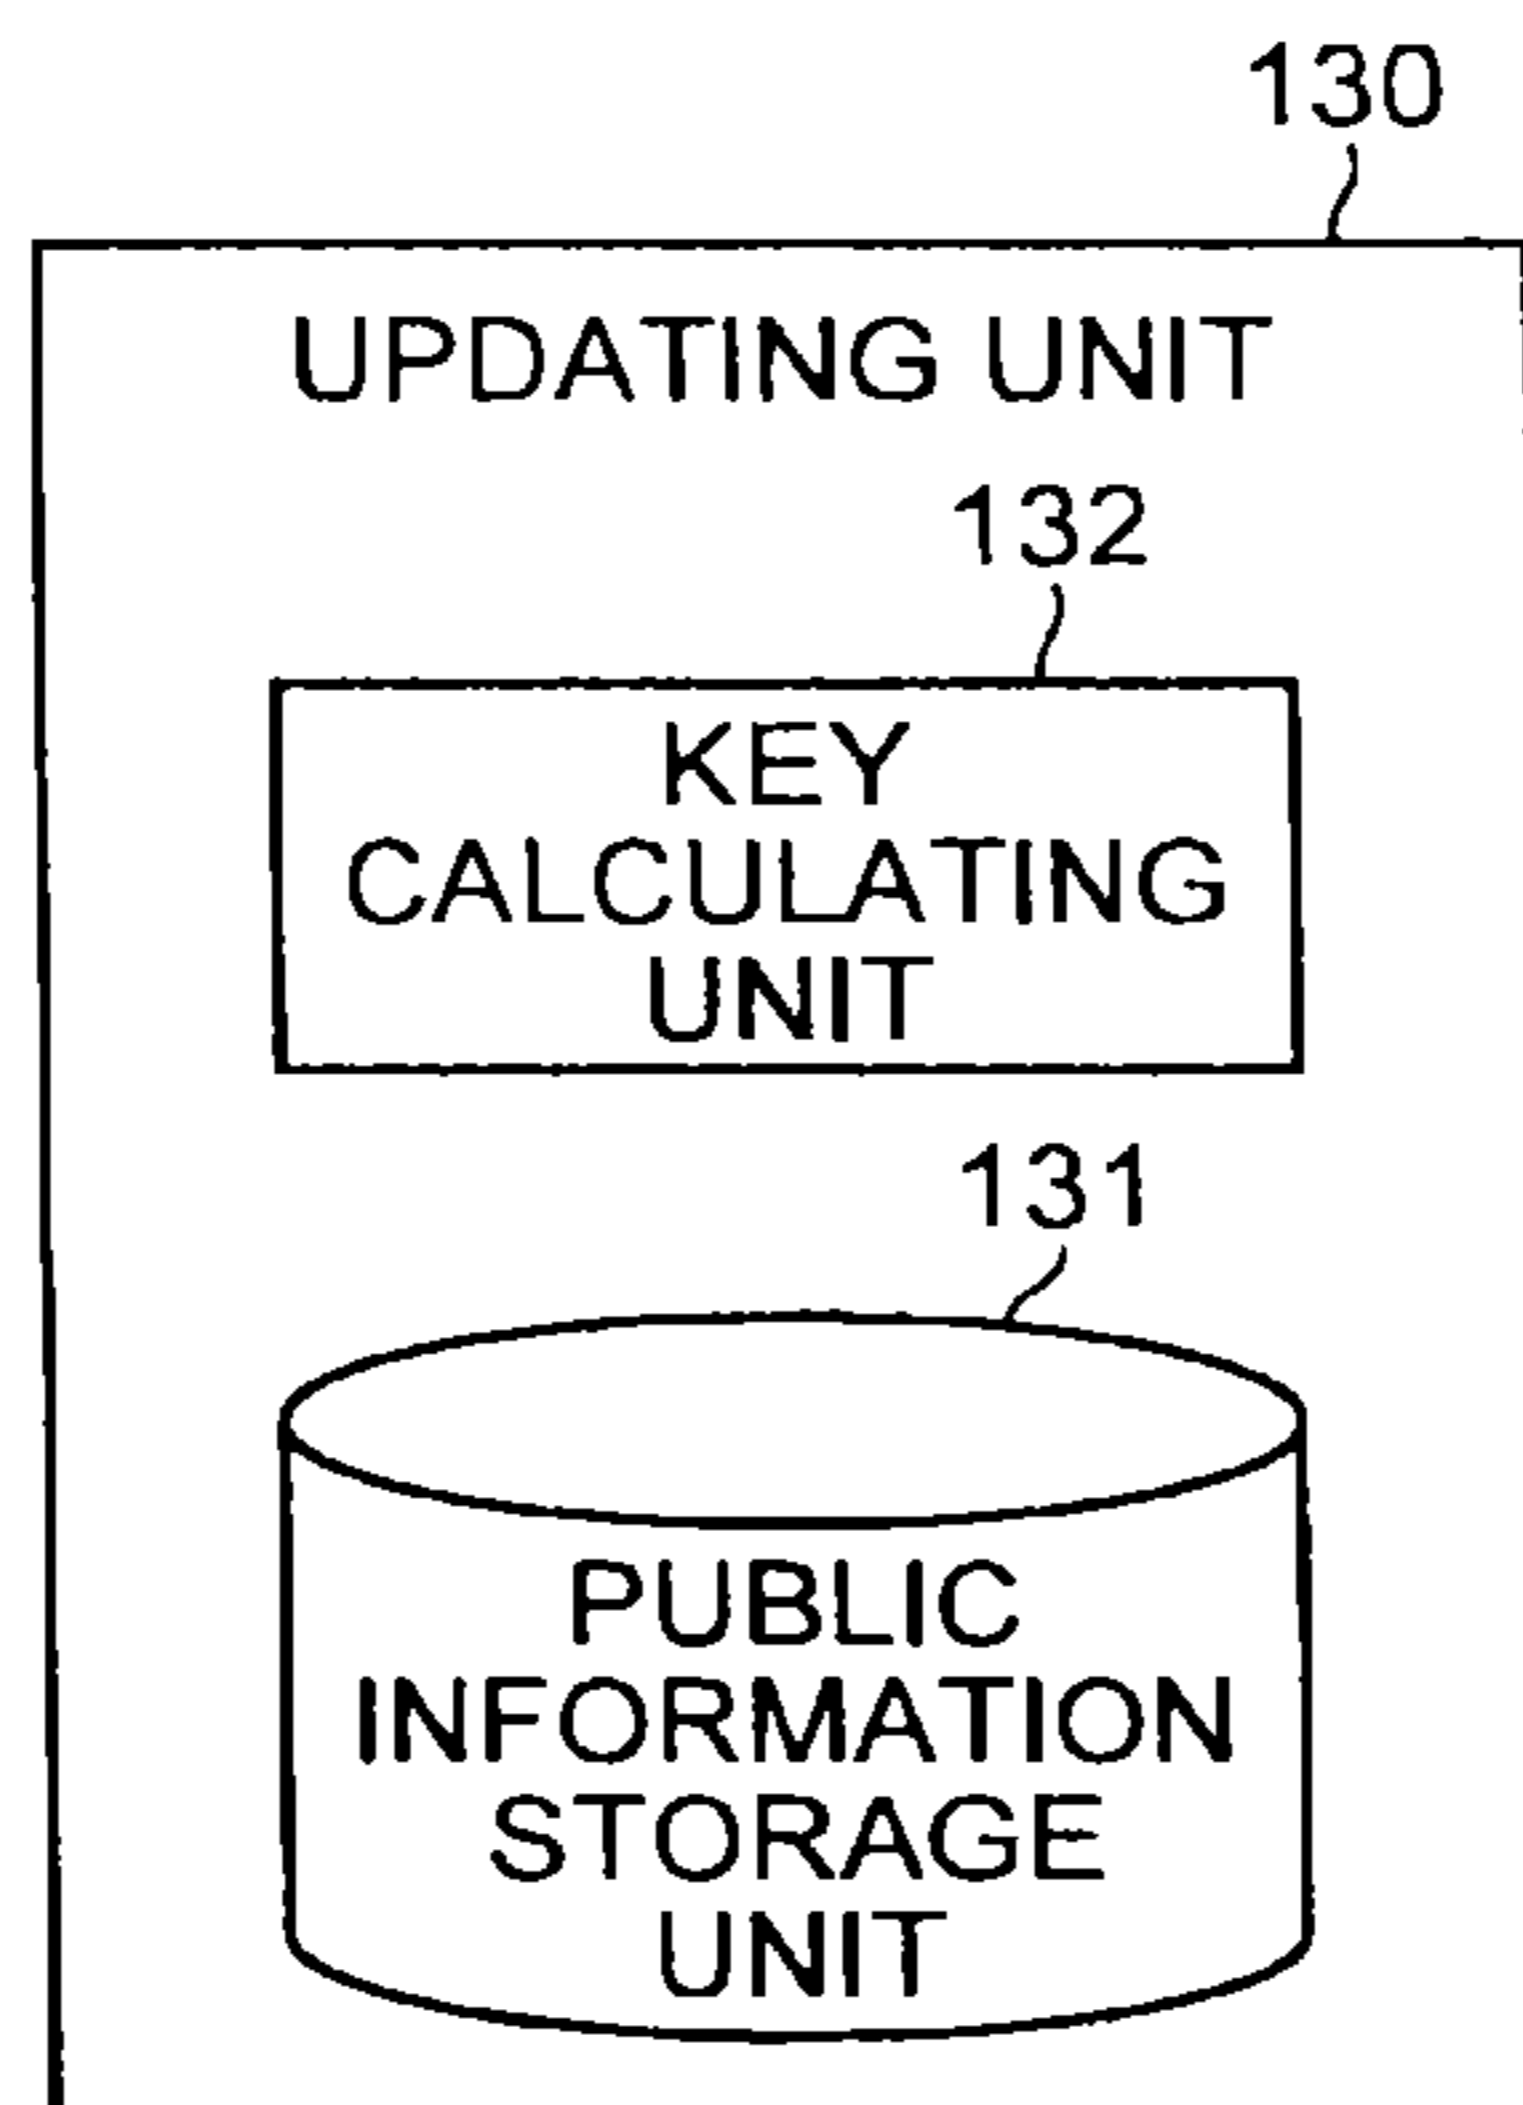 130
UPDATING UNIT
132
KEY
CALCULATING
UNIT
131
PUBLIC
INFORMATION
STORAGE
UNIT